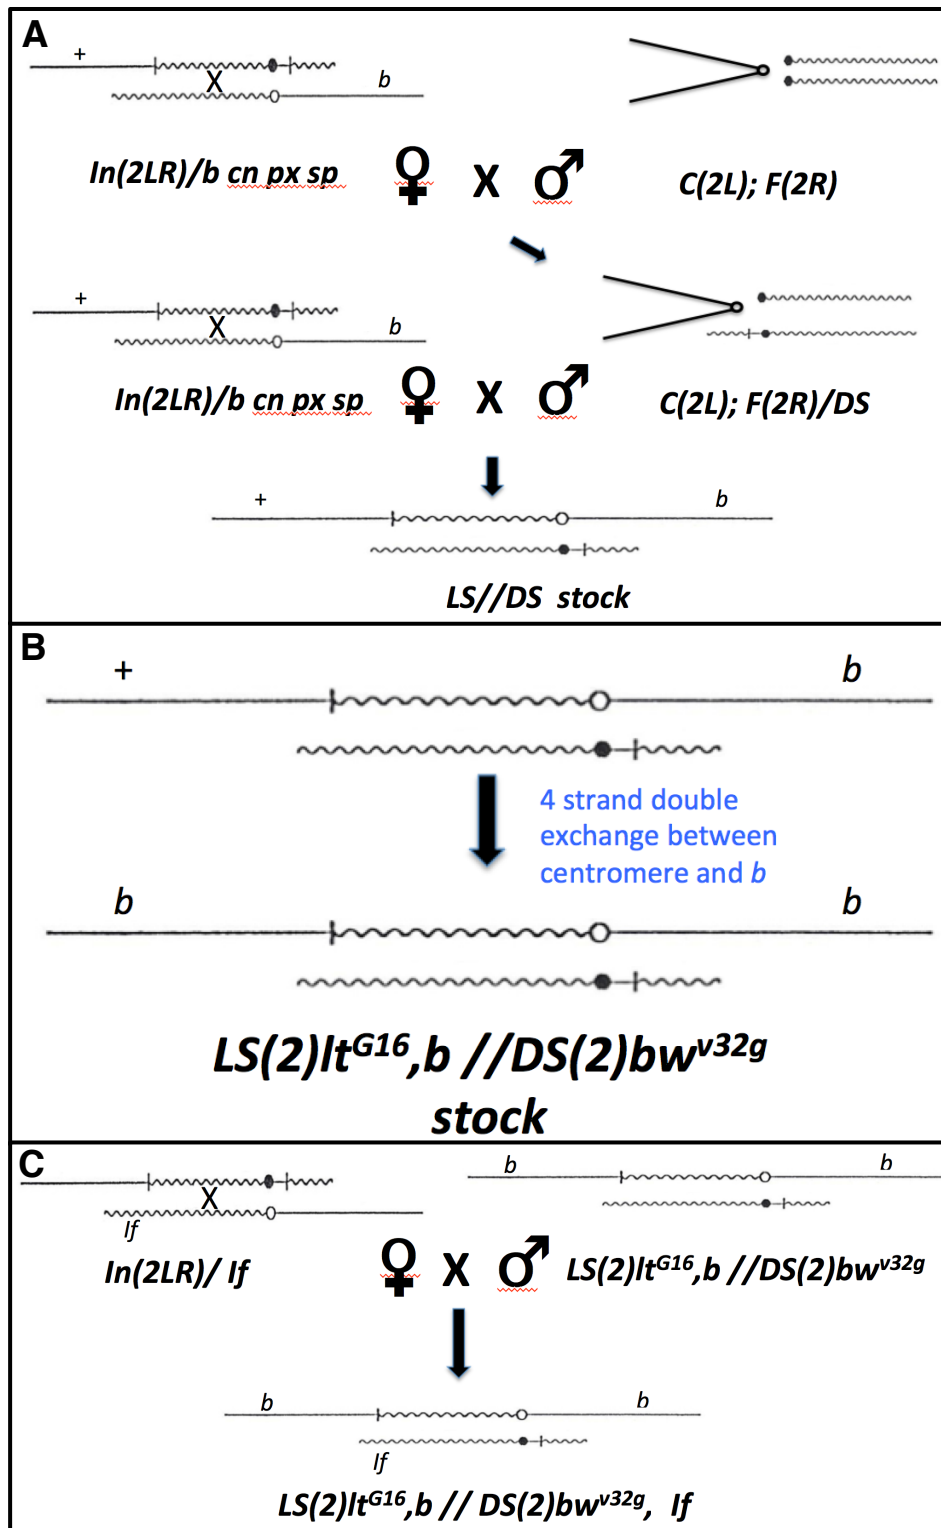 A
+
X
b
In(2LR)/b cn px sp ♀ X ♂ C(2L); F(2R)
+
X
b
In(2LR)/b cn px sp ♀ X ♂ C(2L); F(2R)/DS
+ b
LS//DS stock
B
+ b
4 strand double
exchange between
centromere and b
b b
LS(2)lt^G16,b //DS(2)bw^v32g
stock
C
b b
X
If
In(2LR)/ If ♀ X ♂ LS(2)lt^G16,b //DS(2)bw^v32g
b b
If
LS(2)lt^G16,b // DS(2)bw^v32g, If